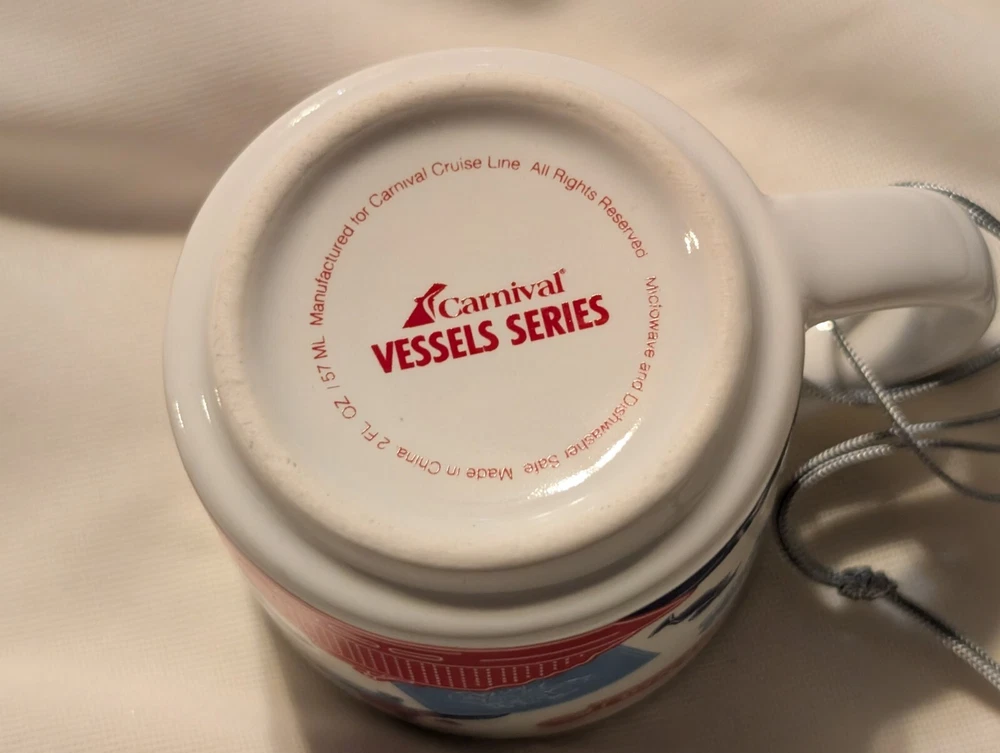 Carnival®
VESSELS SERIES
Manufactured for Carnival Cruise Line All Rights Reserved Microwave and Dishwasher Safe Made in China 2 FL OZ / 57 ML